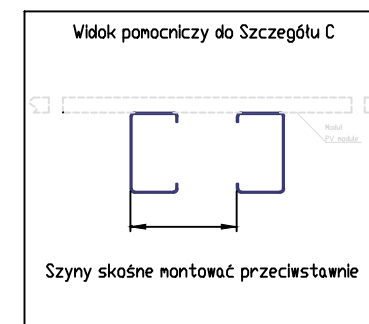 Widok pomocniczy do Szczegółu C
Moduł
PV module
Szyny skośne montować przeciwstawnie